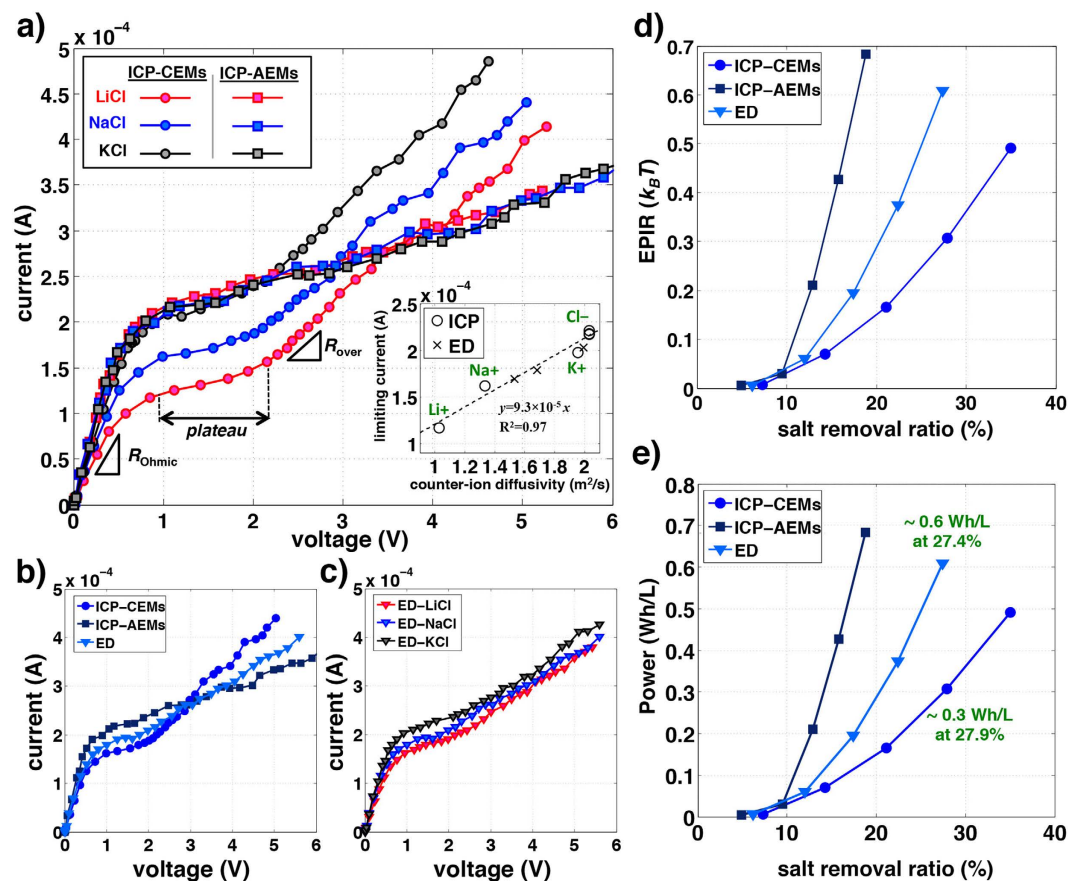 a)
x 10⁻⁴
5
4.5
4
3.5
3
2.5
2
1.5
1
0.5
0
current (A)
ICP-CEMs ICP-AEMs
LiCl
NaCl
KCl
R_over
R_Ohmic
plateau
0 1 2 3 4 5 6
voltage (V)
x 10⁻⁴
2.5
2
1.5
1
limiting current (A)
ICP
ED
Cl−
K+
Na+
Li+
y=9.3×10⁻⁵x
R²=0.97
1 1.2 1.4 1.6 1.8 2
counter-ion diffusivity (m²/s)
b)
x 10⁻⁴
5
4
3
2
1
0
current (A)
ICP−CEMs
ICP−AEMs
ED
0 1 2 3 4 5 6
voltage (V)
c)
x 10⁻⁴
5
4
3
2
1
0
current (A)
ED−LiCl
ED−NaCl
ED−KCl
0 1 2 3 4 5 6
voltage (V)
d)
0.7
0.6
0.5
0.4
0.3
0.2
0.1
0
EPIR (k_BT)
ICP−CEMs
ICP−AEMs
ED
0 10 20 30 40
salt removal ratio (%)
e)
0.8
0.7
0.6
0.5
0.4
0.3
0.2
0.1
0
Power (Wh/L)
ICP−CEMs
ICP−AEMs
ED
~ 0.6 Wh/L
at 27.4%
~ 0.3 Wh/L
at 27.9%
0 10 20 30 40
salt removal ratio (%)